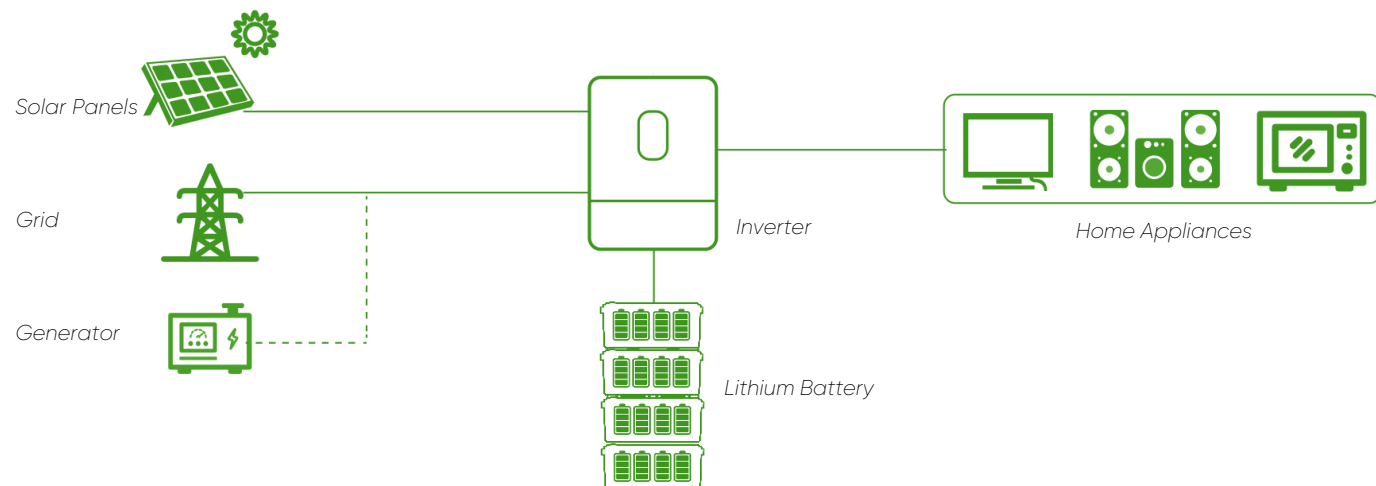 Solar Panels
Grid
Inverter
Home Appliances
Generator
Lithium Battery